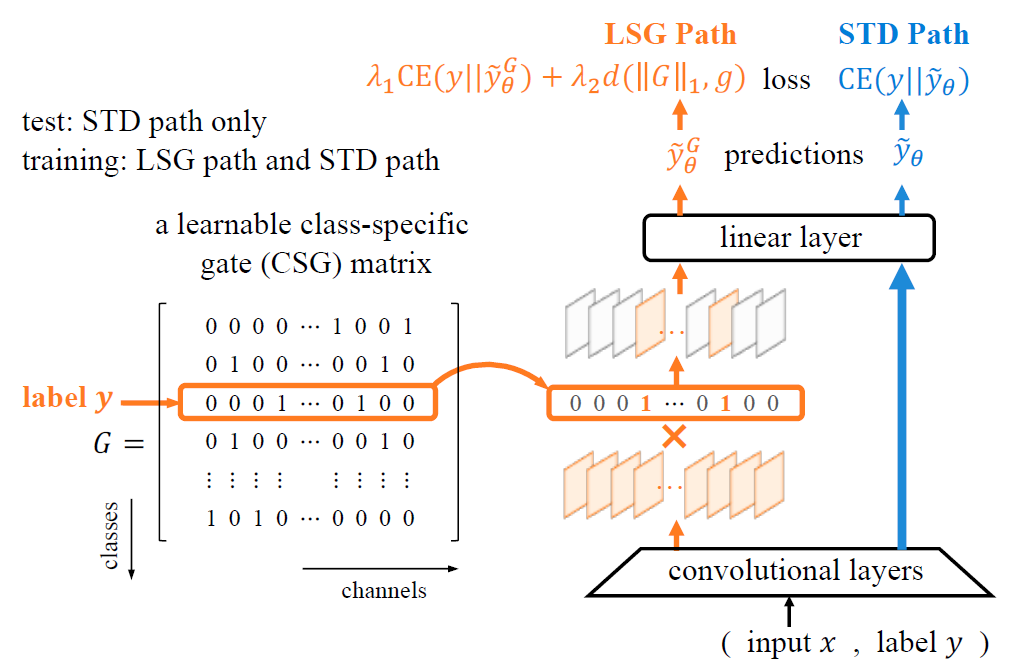 LSG Path
STD Path
λ₁CE(y||ỹ_θ^G) + λ₂d(‖G‖₁, g) loss CE(y||ỹ_θ)
test: STD path only
training: LSG path and STD path
ỹ_θ^G predictions ỹ_θ
a learnable class-specific
gate (CSG) matrix
linear layer
0 0 0 0 ··· 1 0 0 1
0 1 0 0 ··· 0 0 1 0
label y
0 0 0 1 ··· 0 1 0 0
0 0 0 1 ··· 0 1 0 0
G =
0 1 0 0 ··· 0 0 1 0
⋮ ⋮ ⋮ ⋮ ⋮ ⋮ ⋮ ⋮
1 0 1 0 ··· 0 0 0 0
×
···
···
classes
channels
convolutional layers
( input x , label y )